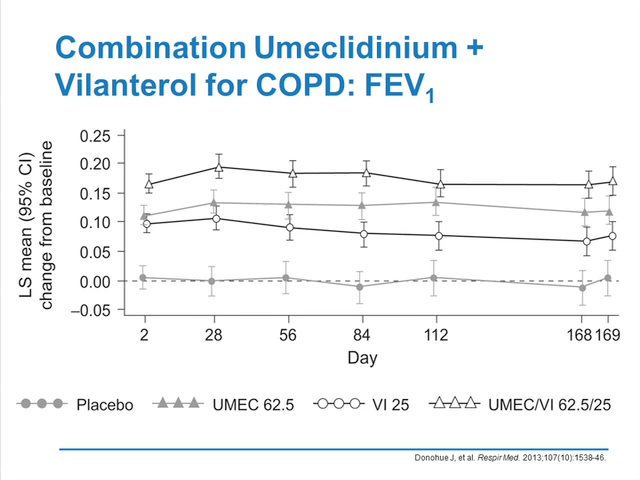 Combination Umeclidinium +
Vilanterol for COPD: FEV1
LS mean (95% CI)
change from baseline
0.25
0.20
0.15
0.10
0.05
0.00
–0.05
2 28 56 84 112 168 169
Day
Placebo UMEC 62.5 VI 25 UMEC/VI 62.5/25
Donohue J, et al. Respir Med. 2013;107(10):1538-46.